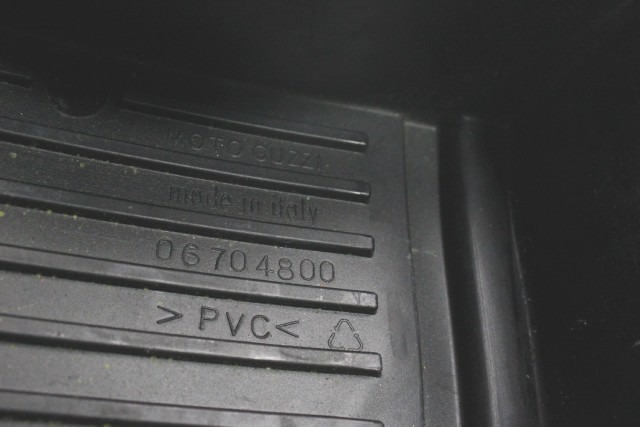 MOTO GUZZI
made in italy
06704800
>PVC<